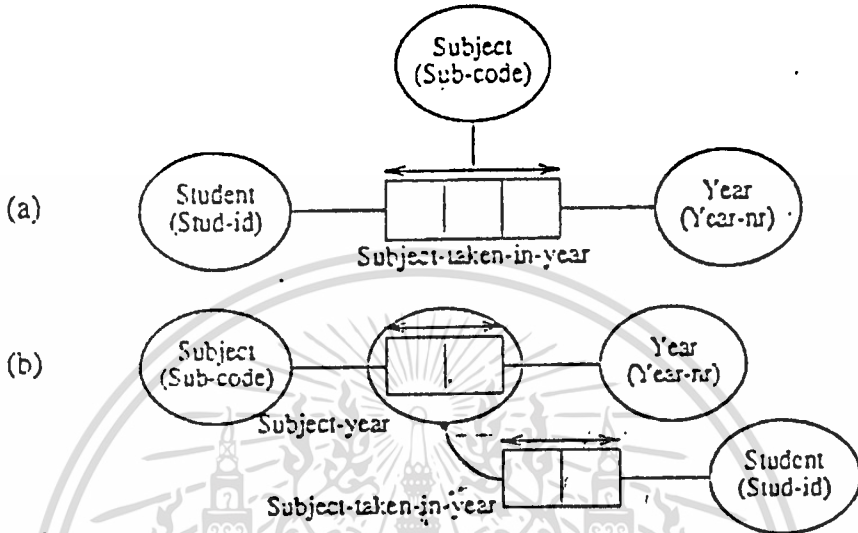 Subject
(Sub-code)
(a)
Student
(Stud-id)
Year
(Year-nr)
Subject-taken-in-year
(b)
Subject
(Sub-code)
Year
(Year-nr)
Subject-year
Student
(Stud-id)
Subject-taken-in-year